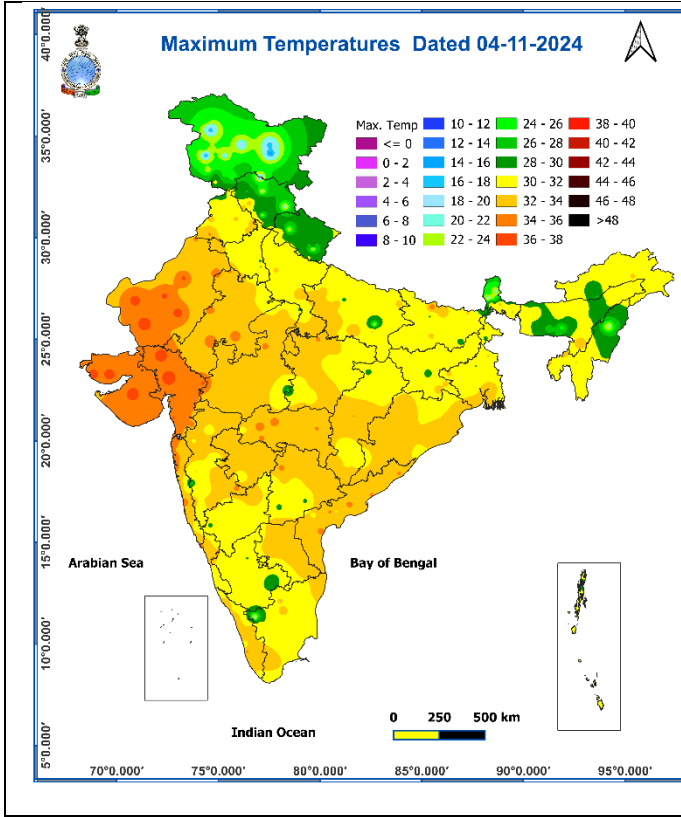 Maximum Temperatures Dated 04-11-2024
Max. Temp
<= 0
0 - 2
2 - 4
4 - 6
6 - 8
8 - 10
10 - 12
12 - 14
14 - 16
16 - 18
18 - 20
20 - 22
22 - 24
24 - 26
26 - 28
28 - 30
30 - 32
32 - 34
34 - 36
36 - 38
38 - 40
40 - 42
42 - 44
44 - 46
46 - 48
>48
40°0.000'
35°0.000'
30°0.000'
25°0.000'
20°0.000'
15°0.000'
10°0.000'
5°0.000'
Arabian Sea
Bay of Bengal
Indian Ocean
0 250 500 km
70°0.000' 75°0.000' 80°0.000' 85°0.000' 90°0.000' 95°0.000'